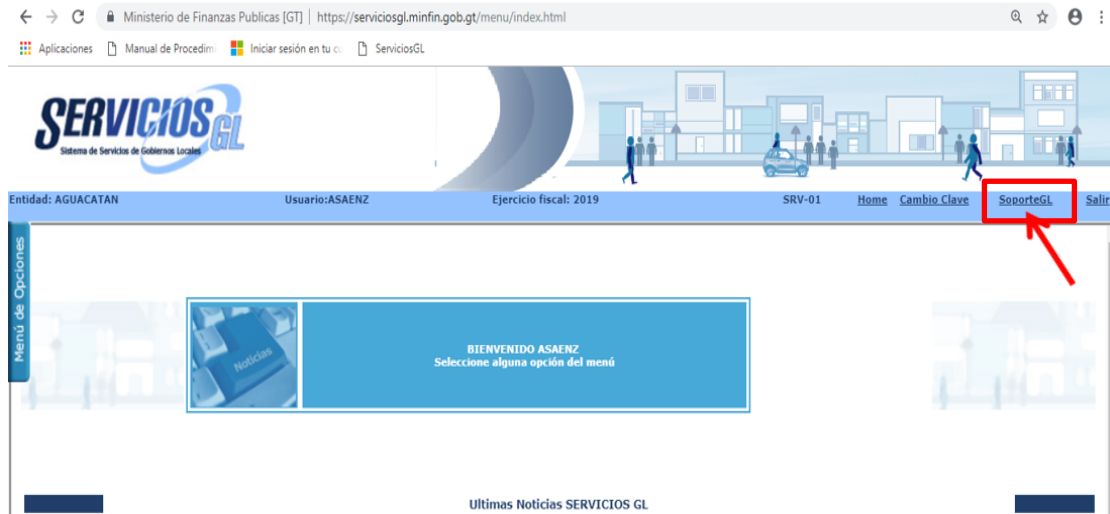 Ministerio de Finanzas Publicas [GT] | https://serviciosgl.minfin.gob.gt/menu/index.html
Aplicaciones Manual de Procedimi Iniciar sesión en tu cu ServiciosGL
SERVICIOS GL
Sistema de Servicios de Gobiernos Locales
Entidad: AGUACATAN Usuario:ASAENZ Ejercicio fiscal: 2019 SRV-01 Home Cambio Clave SoporteGL Salir
Menú de Opciones
Noticias
BIENVENIDO ASAENZ
Seleccione alguna opción del menú
Ultimas Noticias SERVICIOS GL